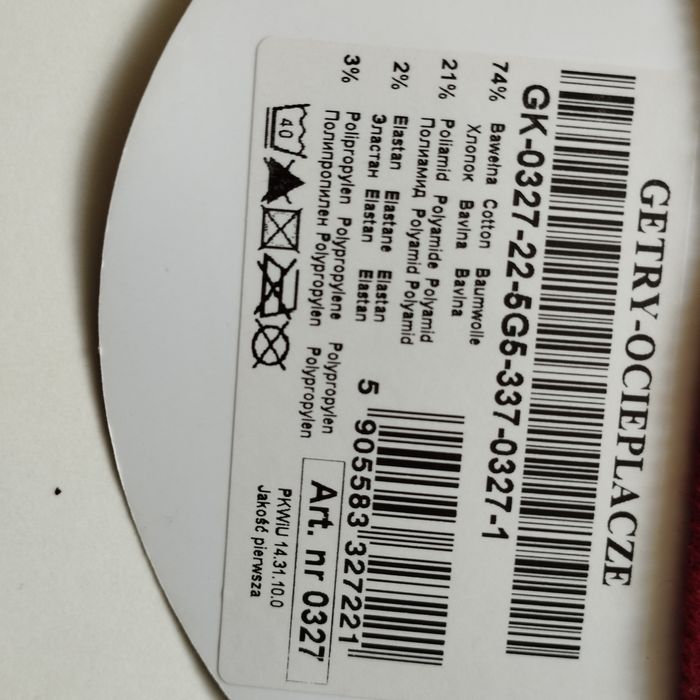 GETRY-OCIEPLACZE
GK-0327-22-5G5-337-0327-1
74% Bawełna Cotton Baumwolle
Хлопок Bavlna Bavlna
21% Poliamid Polyamide Polyamid
Полиамид Polyamid Polyamid
2% Elastan Elastane Elastan
Эластан Elastan Elastan
3% Polipropylen Polypropylene Polypropylen
Полипропилен Polypropylen Polypropylen
40
5 905583 327221
Art. nr 0327
PKWiU 14.31.10.0
Jakość pierwsza